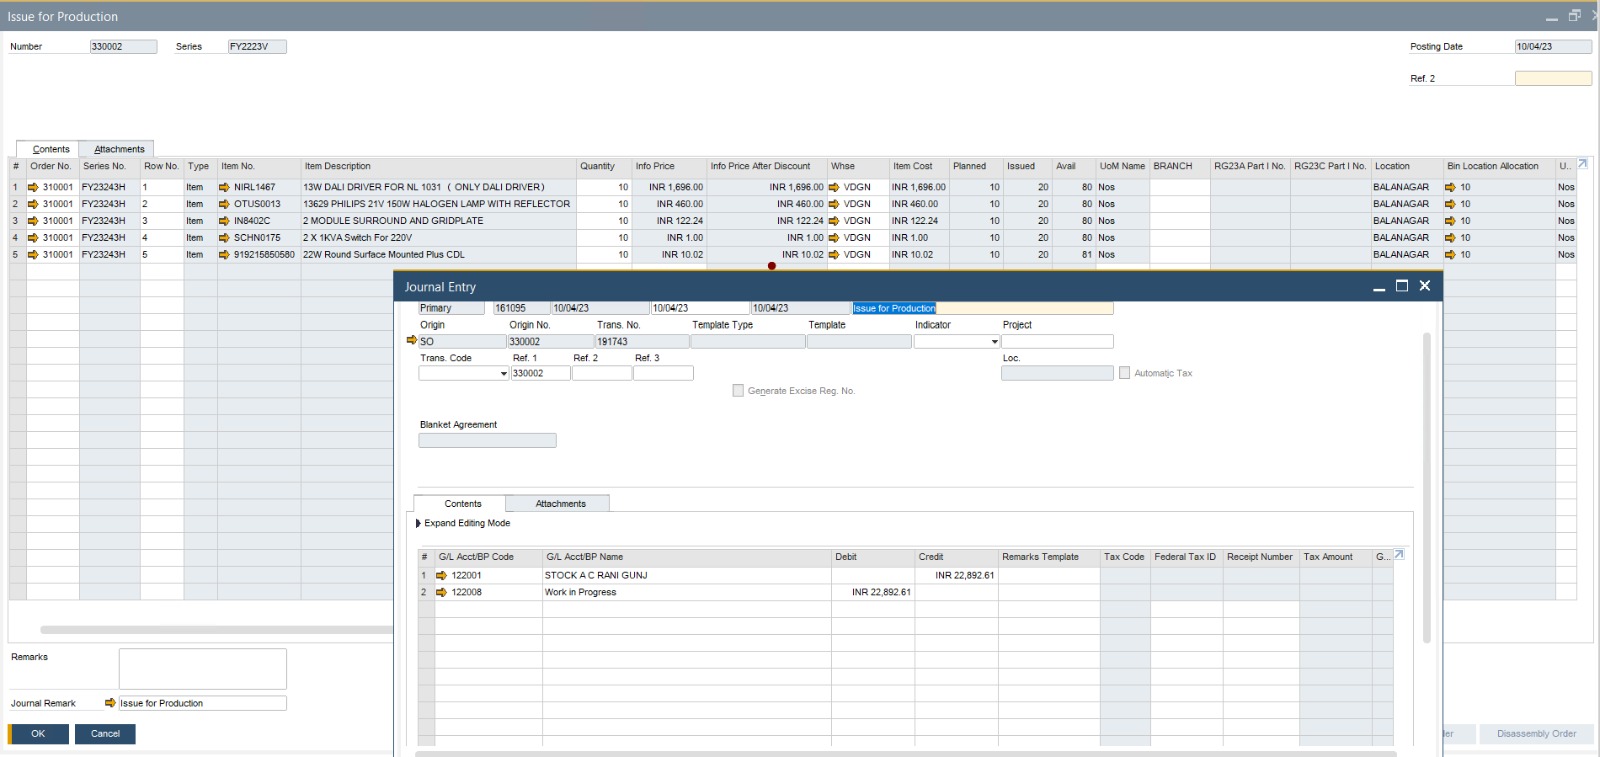 Issue for Production
Number 330002 Series FY2223V Posting Date 10/04/23
Ref. 2
Contents Attachments
# Order No. Series No. Row No. Type Item No. Item Description Quantity Info Price Info Price After Discount Whse Item Cost Planned Issued Avail UoM Name BRANCH RG23A Part I No. RG23C Part I No. Location Bin Location Allocation U..
1 310001 FY23243H 1 Item NIRL1467 13W DALI DRIVER FOR NL 1031 ( ONLY DALI DRIVER ) 10 INR 1,696.00 INR 1,696.00 VDGN INR 1,696.00 10 20 80 Nos BALANAGAR 10 Nos
2 310001 FY23243H 2 Item OTUS0013 13629 PHILIPS 21V 150W HALOGEN LAMP WITH REFLECTOR 10 INR 460.00 INR 460.00 VDGN INR 460.00 10 20 80 Nos BALANAGAR 10 Nos
3 310001 FY23243H 3 Item IN8402C 2 MODULE SURROUND AND GRIDPLATE 10 INR 122.24 INR 122.24 VDGN INR 122.24 10 20 80 Nos BALANAGAR 10 Nos
4 310001 FY23243H 4 Item SCHN0175 2 X 1KVA Switch For 220V 10 INR 1.00 INR 1.00 VDGN INR 1.00 10 20 80 Nos BALANAGAR 10 Nos
5 310001 FY23243H 5 Item 919215850580 22W Round Surface Mounted Plus CDL 10 INR 10.02 INR 10.02 VDGN INR 10.02 10 20 81 Nos BALANAGAR 10 Nos
Journal Entry
Primary 161095 10/04/23 10/04/23 10/04/23 Issue for Production
Origin Origin No. Trans. No. Template Type Template Indicator Project
SO 330002 191743
Trans. Code Ref. 1 Ref. 2 Ref. 3 Loc.
330002 Automatic Tax
Generate Excise Reg. No.
Blanket Agreement
Contents Attachments
Expand Editing Mode
# G/L Acct/BP Code G/L Acct/BP Name Debit Credit Remarks Template Tax Code Federal Tax ID Receipt Number Tax Amount G...
1 122001 STOCK A C RANI GUNJ INR 22,892.61
2 122008 Work in Progress INR 22,892.61
Remarks
Journal Remark Issue for Production
OK Cancel Disassembly Order